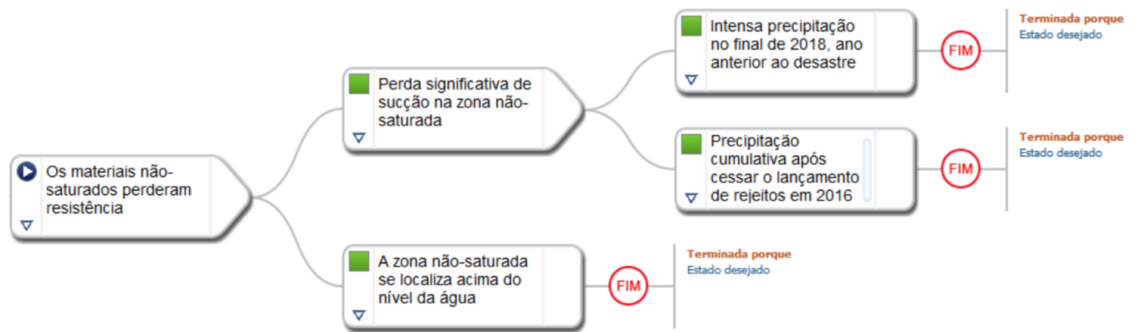 Os materiais não-
saturados perderam
resistência
Perda significativa de
sucção na zona não-
saturada
Intensa precipitação
no final de 2018, ano
anterior ao desastre
FIM
Terminada porque
Estado desejado
Precipitação
cumulativa após
cessar o lançamento
de rejeitos em 2016
FIM
Terminada porque
Estado desejado
A zona não-saturada
se localiza acima do
nível da água
FIM
Terminada porque
Estado desejado